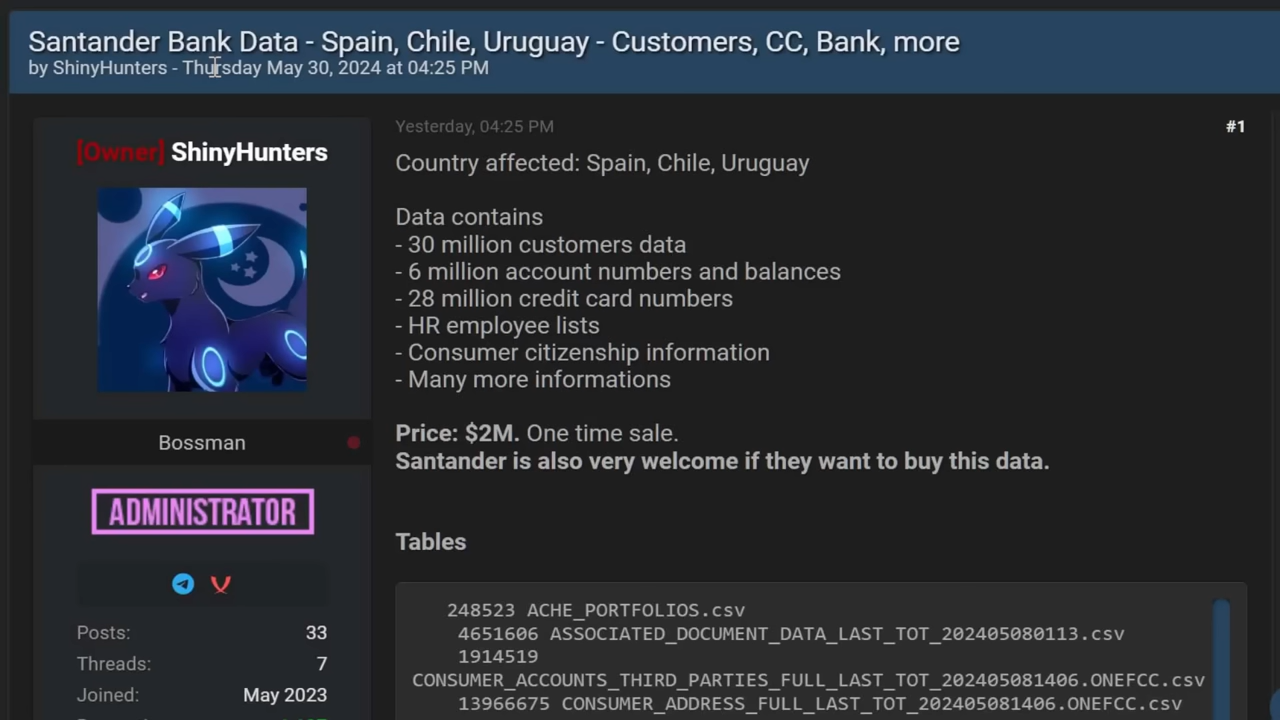 Santander Bank Data - Spain, Chile, Uruguay - Customers, CC, Bank, more
by ShinyHunters - Thursday May 30, 2024 at 04:25 PM
[Owner] ShinyHunters
Bossman
ADMINISTRATOR
Posts: 33
Threads: 7
Joined: May 2023
Yesterday, 04:25 PM
#1
Country affected: Spain, Chile, Uruguay
Data contains
- 30 million customers data
- 6 million account numbers and balances
- 28 million credit card numbers
- HR employee lists
- Consumer citizenship information
- Many more informations
Price: $2M. One time sale.
Santander is also very welcome if they want to buy this data.
Tables
248523 ACHE_PORTFOLIOS.csv
4651606 ASSOCIATED_DOCUMENT_DATA_LAST_TOT_202405080113.csv
1914519
CONSUMER_ACCOUNTS_THIRD_PARTIES_FULL_LAST_TOT_202405081406.ONEFCC.csv
13966675 CONSUMER_ADDRESS_FULL_LAST_TOT_202405081406.ONEFCC.csv